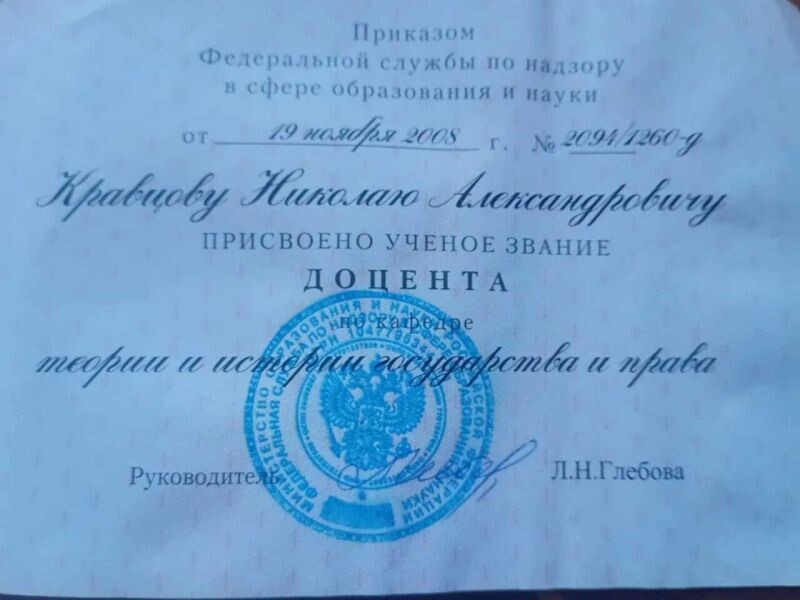 Приказом
Федеральной службы по надзору
в сфере образования и науки
от 19 ноября 2008 г. № 2094/1260-д
Кравцову Николаю Александровичу
ПРИСВОЕНО УЧЕНОЕ ЗВАНИЕ
ДОЦЕНТА
по кафедре
теории и истории государства и права
Руководитель Л.Н.Глебова